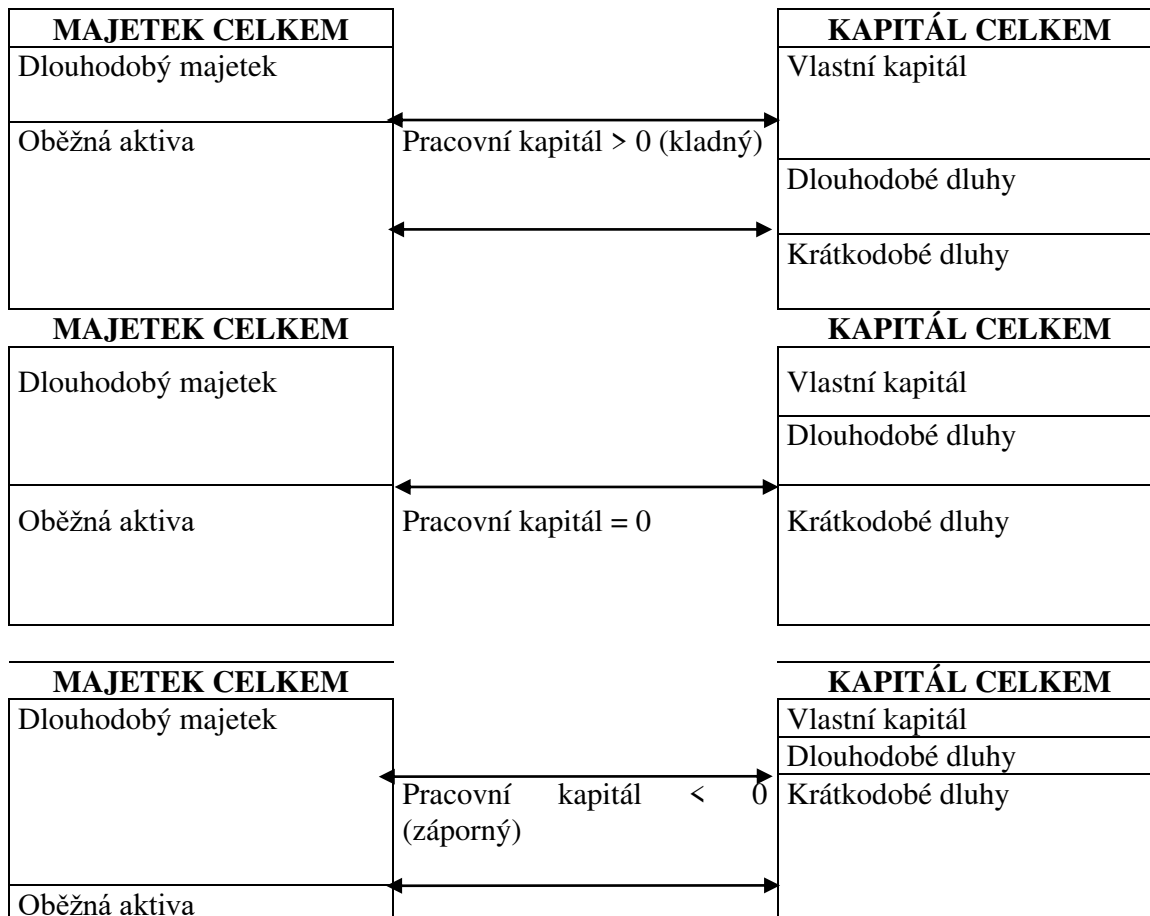 MAJETEK CELKEM
KAPITÁL CELKEM
Dlouhodobý majetek
Vlastní kapitál
Oběžná aktiva
Pracovní kapitál > 0 (kladný)
Dlouhodobé dluhy
Krátkodobé dluhy
MAJETEK CELKEM
KAPITÁL CELKEM
Dlouhodobý majetek
Vlastní kapitál
Dlouhodobé dluhy
Oběžná aktiva
Pracovní kapitál = 0
Krátkodobé dluhy
MAJETEK CELKEM
KAPITÁL CELKEM
Dlouhodobý majetek
Vlastní kapitál
Dlouhodobé dluhy
Pracovní kapitál < 0
(záporný)
Krátkodobé dluhy
Oběžná aktiva